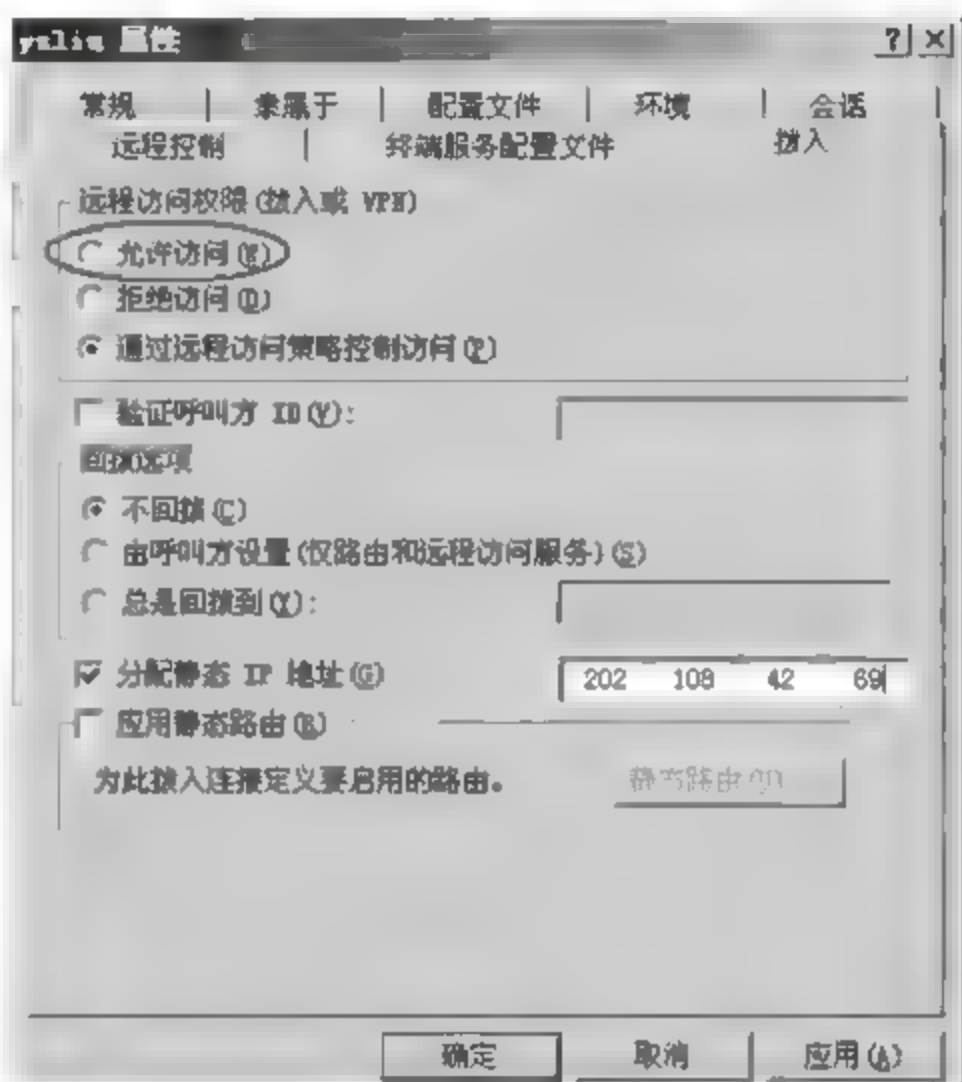 属性
常规 隶属于 配置文件 环境 会话
远程控制 终端服务配置文件 拨入
远程访问权限(拨入或 VPN)
允许访问(W)
拒绝访问(D)
通过远程访问策略控制访问(P)
验证呼叫方 ID(V):
回拨选项
不回拨(C)
由呼叫方设置(仅路由和远程访问服务)(S)
总是回拨到(Y):
分配静态 IP 地址(G) 202 108 42 69
应用静态路由(R)
为此拨入连接定义要启用的路由。 静态路由(U)
确定 取消 应用(A)